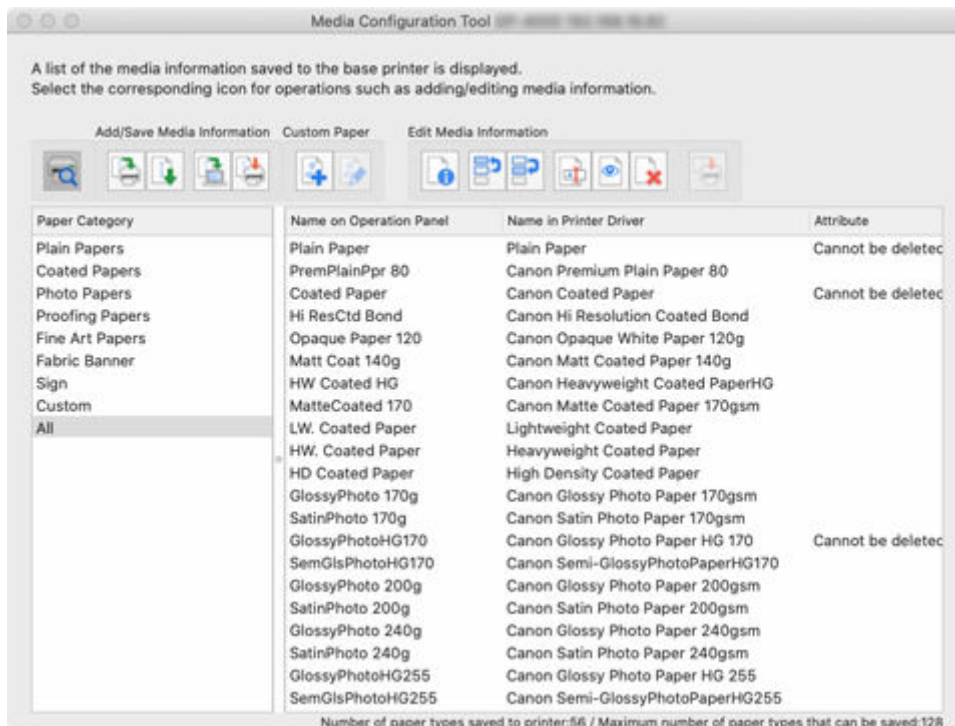 Media Configuration Tool
A list of the media information saved to the base printer is displayed.
Select the corresponding icon for operations such as adding/editing media information.
Add/Save Media Information Custom Paper Edit Media Information
Paper Category Name on Operation Panel Name in Printer Driver Attribute
Plain Papers Plain Paper Plain Paper Cannot be deleted
Coated Papers PremPlainPpr 80 Canon Premium Plain Paper 80
Photo Papers Coated Paper Canon Coated Paper Cannot be deleted
Proofing Papers Hi ResCtd Bond Canon Hi Resolution Coated Bond
Fine Art Papers Opaque Paper 120 Canon Opaque White Paper 120g
Fabric Banner Matt Coat 140g Canon Matt Coated Paper 140g
Sign HW Coated HG Canon Heavyweight Coated PaperHG
Custom MatteCoated 170 Canon Matte Coated Paper 170gsm
All LW. Coated Paper Lightweight Coated Paper
HW. Coated Paper Heavyweight Coated Paper
HD Coated Paper High Density Coated Paper
GlossyPhoto 170g Canon Glossy Photo Paper 170gsm
SatinPhoto 170g Canon Satin Photo Paper 170gsm
GlossyPhotoHG170 Canon Glossy Photo Paper HG 170 Cannot be deleted
SemGlsPhotoHG170 Canon Semi-GlossyPhotoPaperHG170
GlossyPhoto 200g Canon Glossy Photo Paper 200gsm
SatinPhoto 200g Canon Satin Photo Paper 200gsm
GlossyPhoto 240g Canon Glossy Photo Paper 240gsm
SatinPhoto 240g Canon Satin Photo Paper 240gsm
GlossyPhotoHG255 Canon Glossy Photo Paper HG 255
SemGlsPhotoHG255 Canon Semi-GlossyPhotoPaperHG255
Number of paper types saved to printer:56 / Maximum number of paper types that can be saved:128